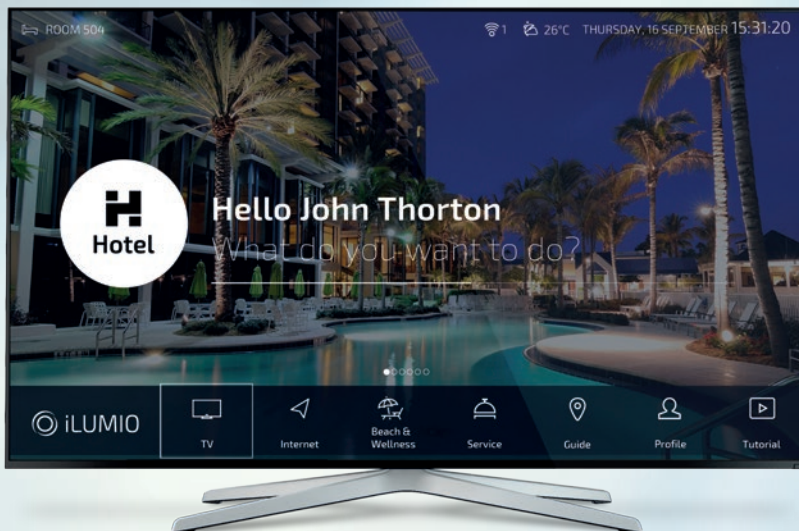 ROOM 504
1 26°C THURSDAY, 16 SEPTEMBER 15:31:20
H
Hotel
Hello John Thorton
What do you want to do?
iLUMIO
TV
Internet
Beach &
Wellness
Service
Guide
Profile
Tutorial